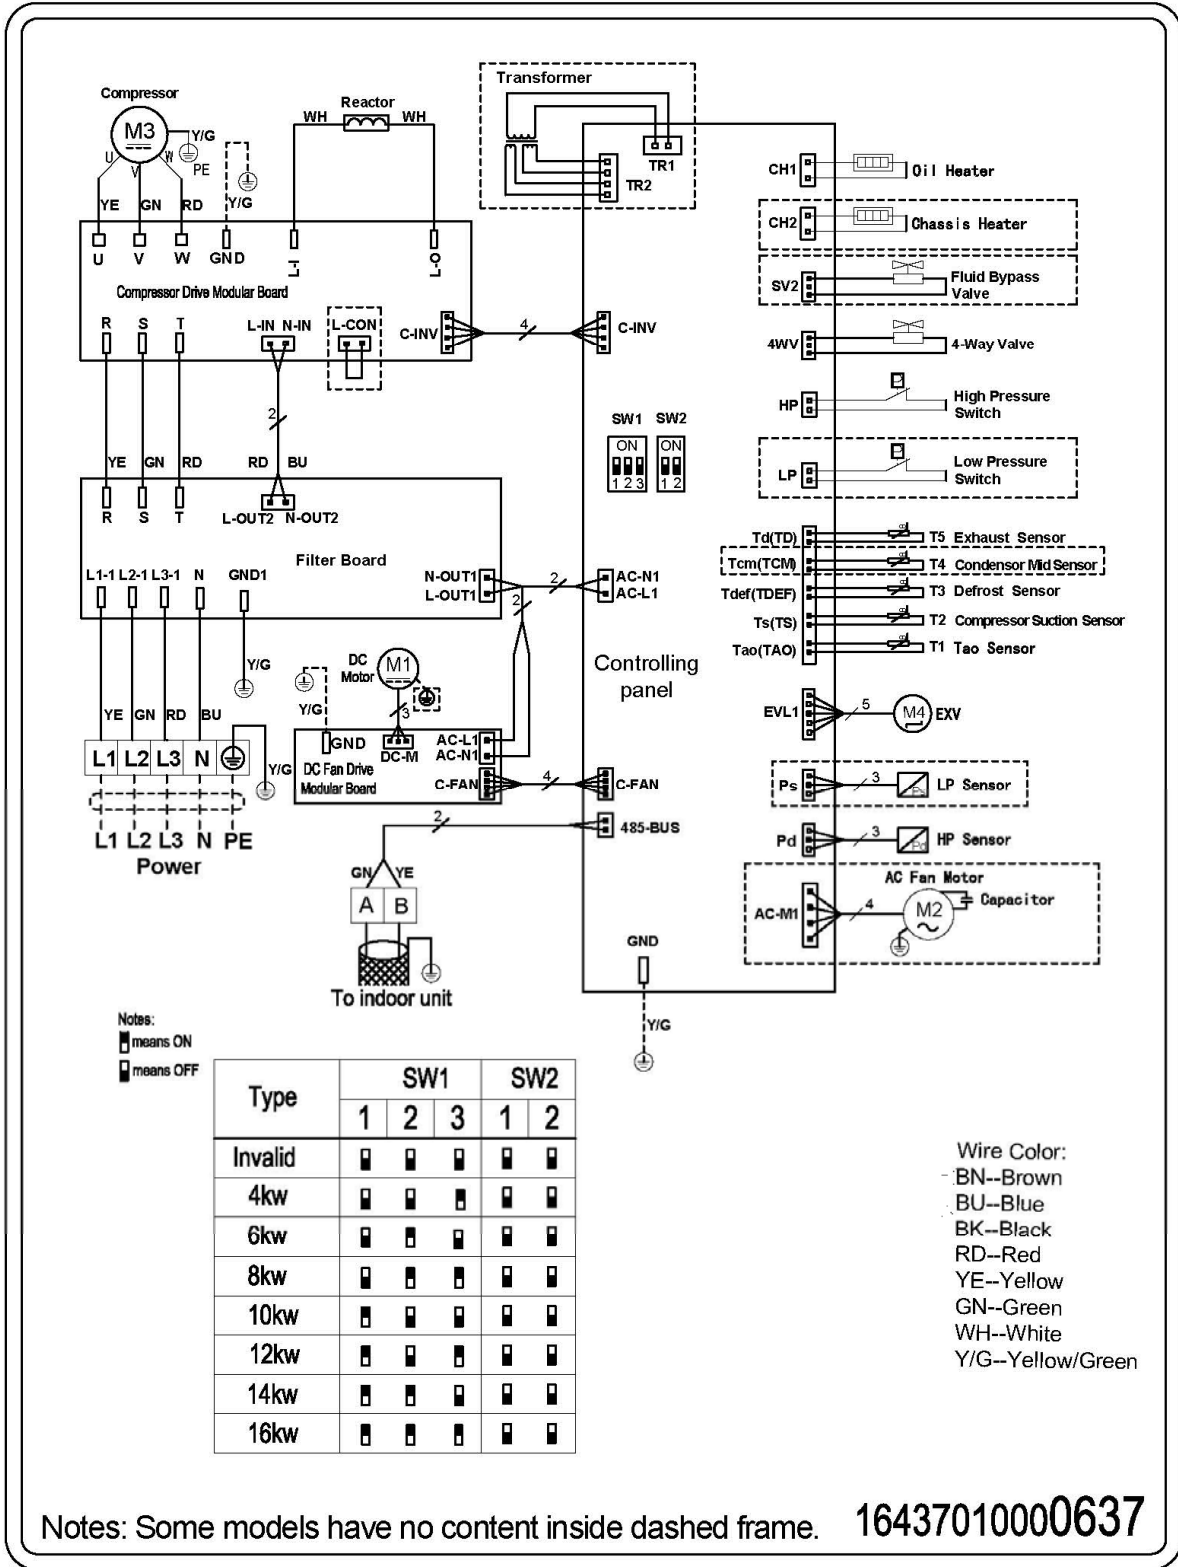 Transformer
TR1
TR2
Compressor
M3
Y/G
PE
U
V
W
YE
GN
RD
Y/G
WH
Reactor
WH
U
V
W
GND
L-I
L-O
Compressor Drive Modular Board
R
S
T
L-IN N-IN
L-CON
C-INV
4
C-INV
2
YE
GN
RD
RD
BU
R
S
T
L-OUT2
N-OUT2
Filter Board
L1-1
L2-1
L3-1
N
GND1
N-OUT1
L-OUT1
2
2
AC-N1
AC-L1
Y/G
YE
GN
RD
BU
L1
L2
L3
N
Y/G
L1 L2 L3 N PE
Power
DC
Motor
M1
3
Y/G
GND
DC-M
AC-L1
AC-N1
DC Fan Drive
Modular Board
C-FAN
4
C-FAN
2
485-BUS
GN
YE
A
B
To indoor unit
SW1
SW2
ON
ON
1 2 3
1 2
Controlling
panel
GND
Y/G
CH1
Oil Heater
CH2
Chassis Heater
SV2
Fluid Bypass
Valve
4WV
4-Way Valve
HP
P
High Pressure
Switch
LP
P
Low Pressure
Switch
Td(TD)
T5 Exhaust Sensor
Tcm(TCM)
T4 Condensor Mid Sensor
Tdef(TDEF)
T3 Defrost Sensor
Ts(TS)
T2 Compressor Suction Sensor
Tao(TAO)
T1 Tao Sensor
EVL1
5
M4
EXV
Ps
3
Ps
LP Sensor
Pd
3
Pd
HP Sensor
AC Fan Motor
AC-M1
4
M2
Capacitor
Notes:
means ON
means OFF
Type
SW1
SW2
1 2 3 1 2
Invalid
4kw
6kw
8kw
10kw
12kw
14kw
16kw
Wire Color:
BN--Brown
BU--Blue
BK--Black
RD--Red
YE--Yellow
GN--Green
WH--White
Y/G--Yellow/Green
Notes: Some models have no content inside dashed frame.
16437010000637